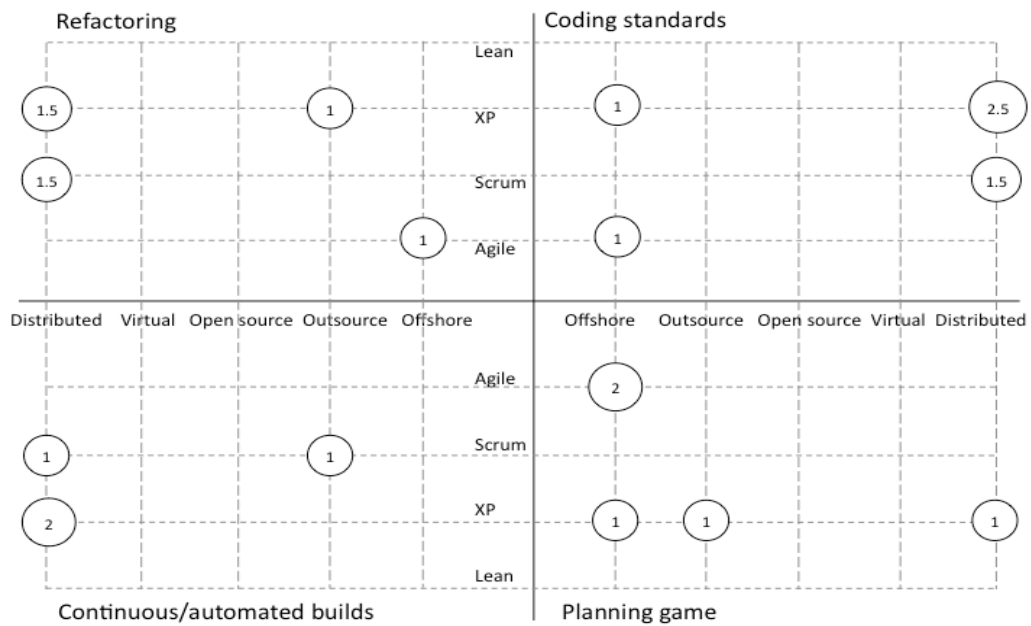 Refactoring
Coding standards
Lean
1.5
1
XP
1
2.5
1.5
Scrum
1.5
1
Agile
1
Distributed Virtual Open source Outsource Offshore
Offshore Outsource Open source Virtual Distributed
Agile
2
1
1
Scrum
2
XP
1
1
1
Lean
Continuous/automated builds
Planning game